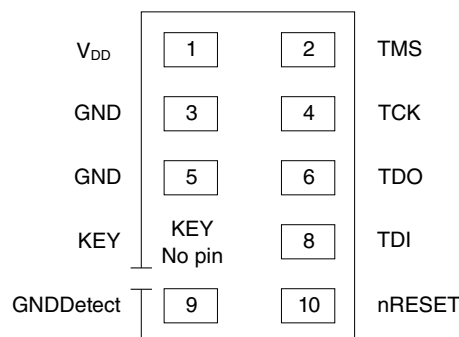 V_DD 1 2 TMS
GND 3 4 TCK
GND 5 6 TDO
KEY KEY No pin 8 TDI
GNDDetect 9 10 nRESET